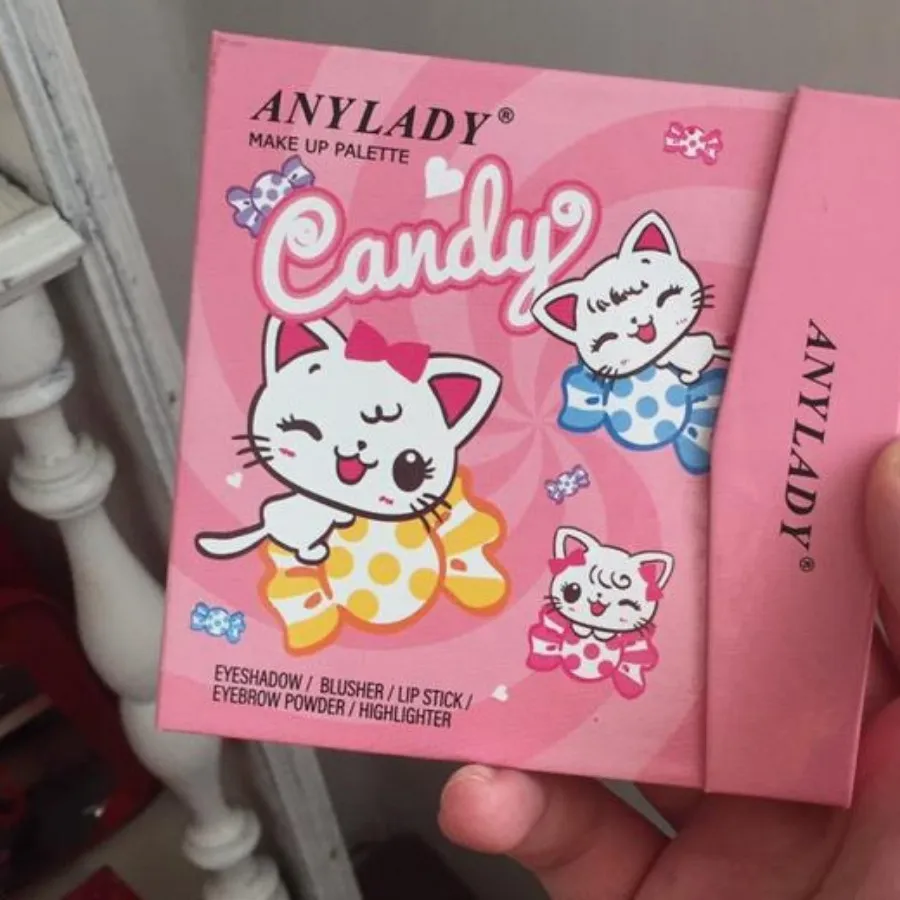 ANYLADY®
MAKE UP PALETTE
Candy
ANYLADY®
EYESHADOW / BLUSHER / LIP STICK /
EYEBROW POWDER / HIGHLIGHTER